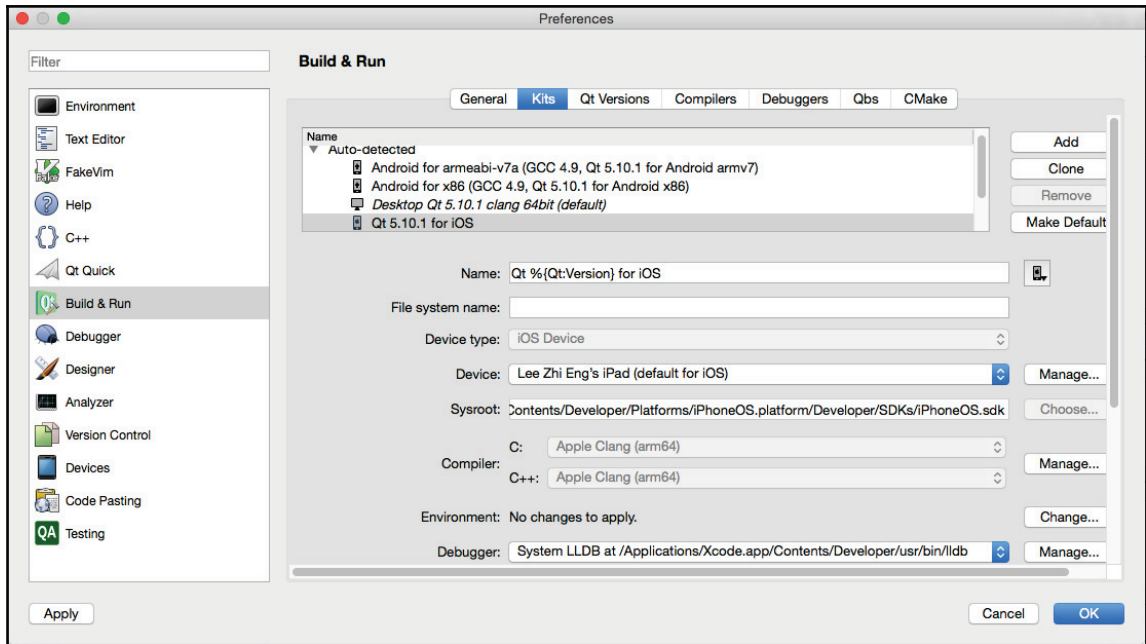 Preferences
Filter
Environment
Text Editor
FakeVim
Help
C++
Qt Quick
Build & Run
Debugger
Designer
Analyzer
Version Control
Devices
Code Pasting
QA Testing
Build & Run
General Kits Qt Versions Compilers Debuggers Qbs CMake
Name
Auto-detected
Android for armeabi-v7a (GCC 4.9, Qt 5.10.1 for Android armv7)
Android for x86 (GCC 4.9, Qt 5.10.1 for Android x86)
Desktop Qt 5.10.1 clang 64bit (default)
Qt 5.10.1 for iOS
Add
Clone
Remove
Make Default
Name: Qt %{Qt:Version} for iOS
File system name:
Device type: iOS Device
Device: Lee Zhi Eng's iPad (default for iOS) Manage...
Sysroot: Contents/Developer/Platforms/iPhoneOS.platform/Developer/SDKs/iPhoneOS.sdk Choose...
Compiler: Manage...
C: Apple Clang (arm64)
C++: Apple Clang (arm64)
Environment: No changes to apply. Change...
Debugger: System LLDB at /Applications/Xcode.app/Contents/Developer/usr/bin/lldb Manage...
Apply Cancel OK